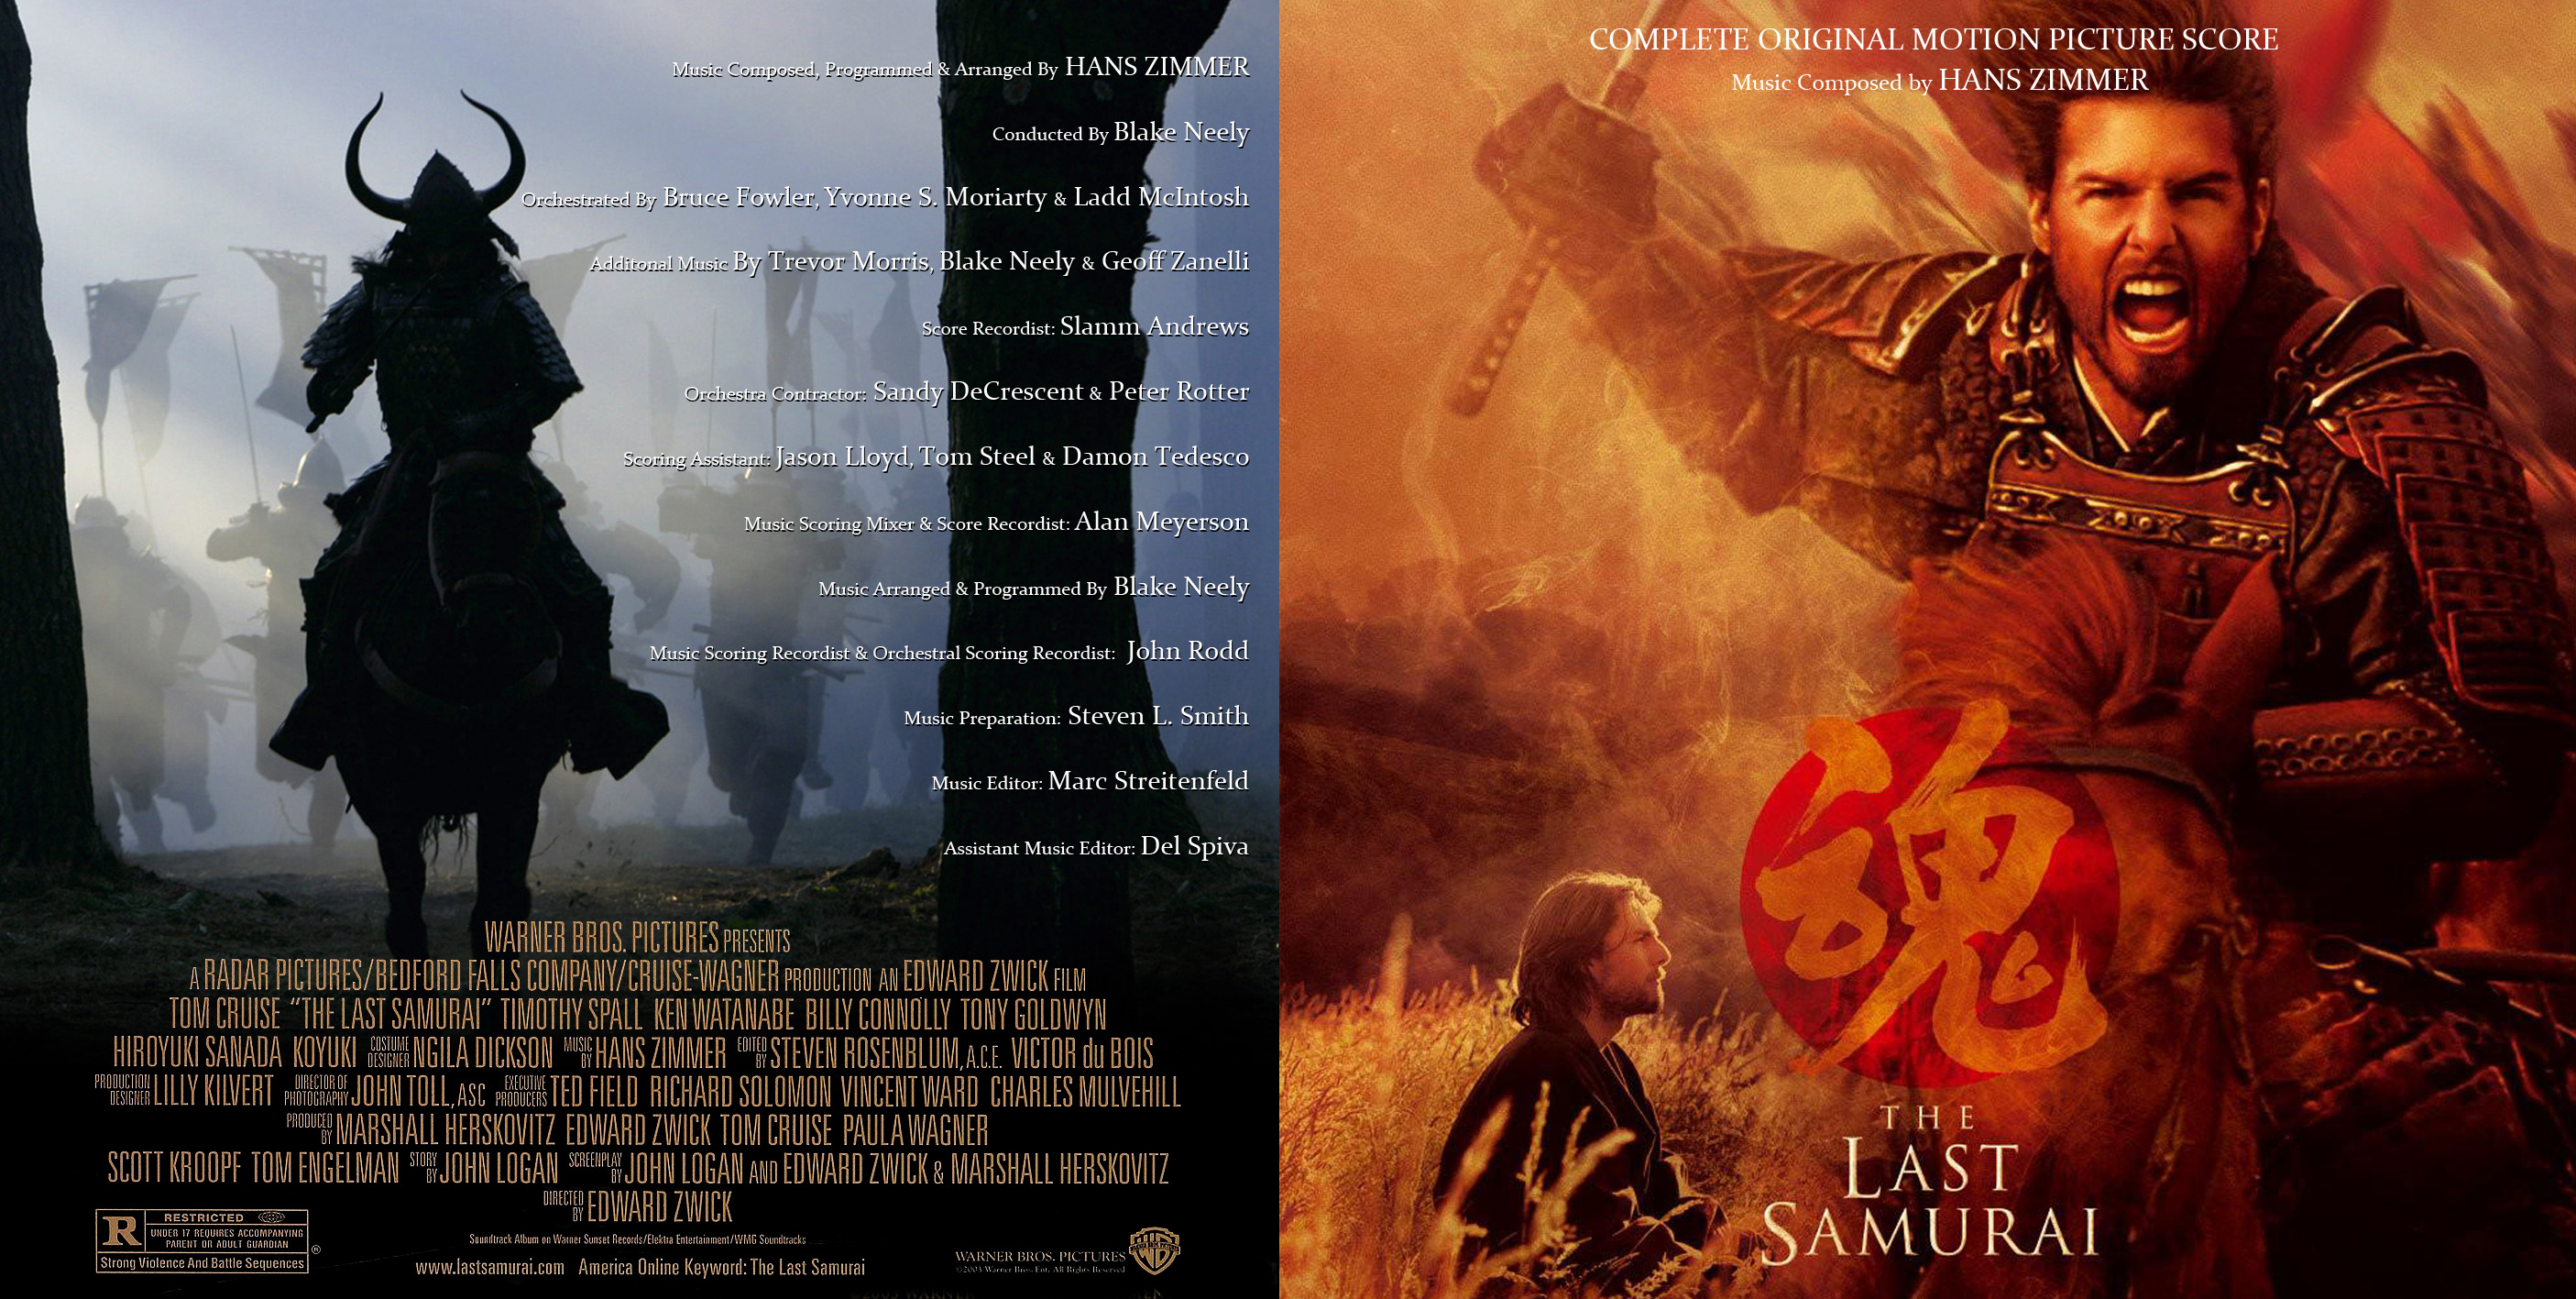 Music Composed, Programmed & Arranged By HANS ZIMMER
Conducted By Blake Neely
Orchestrated By Bruce Fowler, Yvonne S. Moriarty & Ladd McIntosh
Additonal Music By Trevor Morris, Blake Neely & Geoff Zanelli
Score Recordist: Slamm Andrews
Orchestra Contractor: Sandy DeCrescent & Peter Rotter
Scoring Assistant: Jason Lloyd, Tom Steel & Damon Tedesco
Music Scoring Mixer & Score Recordist: Alan Meyerson
Music Arranged & Programmed By Blake Neely
Music Scoring Recordist & Orchestral Scoring Recordist: John Rodd
Music Preparation: Steven L. Smith
Music Editor: Marc Streitenfeld
Assistant Music Editor: Del Spiva
WARNER BROS. PICTURES PRESENTS
A RADAR PICTURES/BEDFORD FALLS COMPANY/CRUISE-WAGNER PRODUCTION AN EDWARD ZWICK FILM
TOM CRUISE "THE LAST SAMURAI" TIMOTHY SPALL KEN WATANABE BILLY CONNOLLY TONY GOLDWYN
HIROYUKI SANADA KOYUKI COSTUME DESIGNER NGILA DICKSON MUSIC BY HANS ZIMMER EDITED BY STEVEN ROSENBLUM, A.C.E. VICTOR du BOIS
PRODUCTION DESIGNER LILLY KILVERT DIRECTOR OF PHOTOGRAPHY JOHN TOLL, ASC EXECUTIVE PRODUCERS TED FIELD RICHARD SOLOMON VINCENT WARD CHARLES MULVEHILL
PRODUCED BY MARSHALL HERSKOVITZ EDWARD ZWICK TOM CRUISE PAULA WAGNER
SCOTT KROOPF TOM ENGELMAN STORY BY JOHN LOGAN SCREENPLAY BY JOHN LOGAN AND EDWARD ZWICK & MARSHALL HERSKOVITZ
DIRECTED BY EDWARD ZWICK
R RESTRICTED
UNDER 17 REQUIRES ACCOMPANYING
PARENT OR ADULT GUARDIAN
®
Strong Violence And Battle Sequences
Soundtrack Album on Warner Sunset Records/Elektra Entertainment/WMG Soundtracks
www.lastsamurai.com America Online Keyword: The Last Samurai
WARNER BROS. PICTURES
©2003 Warner Bros. Ent. All Rights Reserved
COMPLETE ORIGINAL MOTION PICTURE SCORE
Music Composed by HANS ZIMMER
魂
THE
LAST
SAMURAI